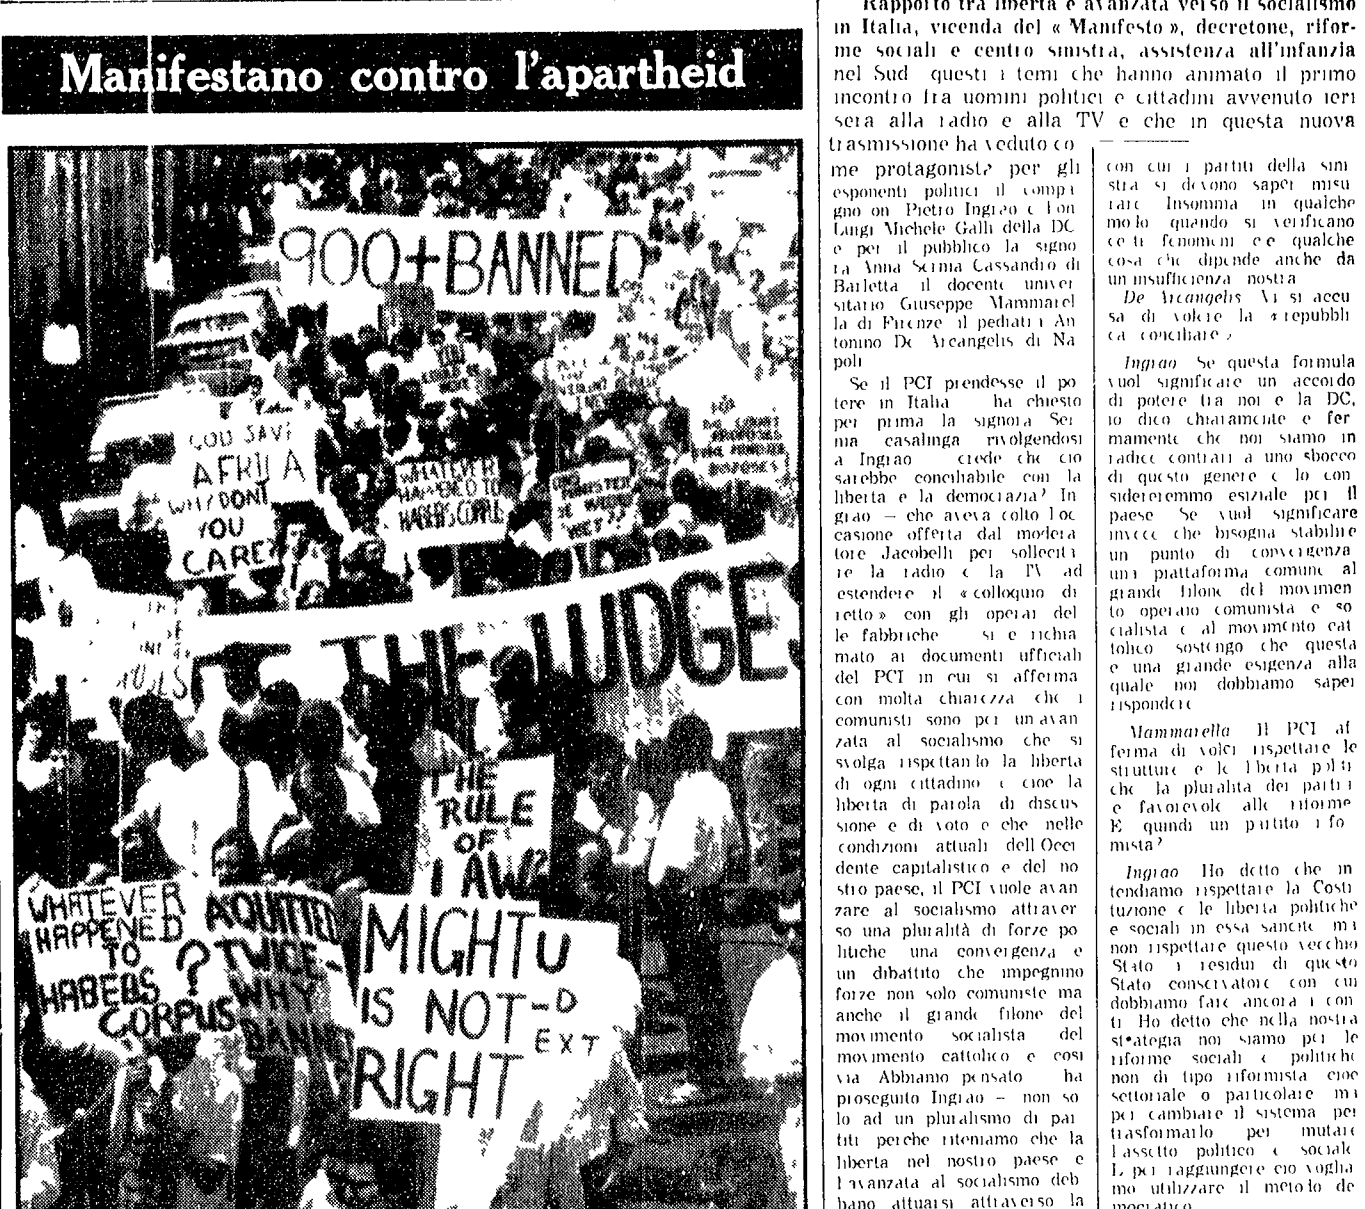 Manifestano contro l'apartheid
900+BANNED
GOD SAVE
AFRICA
WHY DONT
YOU
CARE?
WHATEVER
HAPPENED TO
HABEAS CORPUS
THE JUDGES
THE
RULE
OF
LAW?
WHATEVER
HAPPENED
TO
HABEBS ?
CORPUS
AQUITTED
TWICE-
WHY
BANNED
MIGHT U
IS NOT -D
EXT
RIGHT
Rapporto tra libertà e avanzata verso il socialismo
in Italia, vicenda del « Manifesto », decretone, rifor-
me sociali e centro sinistra, assistenza all'infanzia
nel Sud questi i temi che hanno animato il primo
incontro fra uomini politici e cittadini avvenuto ieri
sera alla radio e alla TV e che in questa nuova
trasmissione ha veduto co
me protagonisti per gli
esponenti politici il compa
gno on Pietro Ingrao e l on
Luigi Michele Galli della DC
e per il pubblico la signo
ra Anna Serina Cassandro di
Barletta il docente univer
sitario Giuseppe Mammarel
la di Firenze il pediatra An
tonino De Arcangelis di Na
poli
Se il PCI prendesse il po
tere in Italia ha chiesto
per prima la signora Ser
ina casalinga rivolgendosi
a Ingrao crede che ciò
sarebbe conciliabile con la
libertà e la democrazia? In
grao — che aveva colto l oc
casione offerta dal modera
tore Jacobelli per sollecita
re la radio e la TV ad
estendere il « colloquio di
retto » con gli operai del
le fabbriche si è richia
mato ai documenti ufficiali
del PCI in cui si afferma
con molta chiarezza che i
comunisti sono per un avan
zata al socialismo che si
svolga rispettando la libertà
di ogni cittadino e cioè la
libertà di parola di discus
sione e di voto e che nelle
condizioni attuali dell Occi
dente capitalistico e del no
stro paese, il PCI vuole avan
zare al socialismo attraver
so una pluralità di forze po
litiche una convergenza e
un dibattito che impegnino
forze non solo comuniste ma
anche il grande filone del
movimento socialista del
movimento cattolico e così
via Abbiamo pensato ha
proseguito Ingrao — non so
lo ad un pluralismo di par
titi perché riteniamo che la
libertà nel nostro paese e
l avanzata al socialismo deb
bano attuarsi attraverso la
con cui i partiti della sini
stra si devono saper misu
rare Insomma in qualche
modo quando si verificano
certi fenomeni c'è qualche
cosa che dipende anche da
un insufficienza nostra
De Arcangelis Vi si accu
sa di volere la « repubbli
ca conciliare »
Ingrao Se questa formula
vuol significare un accordo
di potere tra noi e la DC,
io dico chiaramente e fer
mamente che noi siamo in
radice contrari a uno sbocco
di questo genere e lo con
sidereremmo esiziale per il
paese Se vuol significare
invece che bisogna stabilire
un punto di convergenza
una piattaforma comune al
grande filone del movimen
to operaio comunista e so
cialista e al movimento cat
tolico sostengo che questa
è una grande esigenza alla
quale noi dobbiamo saper
rispondere
Mammarella Il PCI af
ferma di voler rispettare le
strutture e le libertà politi
che la pluralità dei partiti
è favorevole alle riforme
E quindi un partito rifo
mista?
Ingrao Ho detto che in
tendiamo rispettare la Costi
tuzione e le libertà politiche
e sociali in essa sancite ma
non rispettare questo vecchio
Stato i residui di questo
Stato conservatore con cui
dobbiamo fare ancora i con
ti Ho detto che nella nostra
strategia noi siamo per le
riforme sociali e politiche
non di tipo riformista cioè
settoriale o particolare ma
per cambiare il sistema per
trasformarlo per mutare
l assetto politico e sociale
E per raggiungere ciò voglia
mo utilizzare il metodo de
mocratico